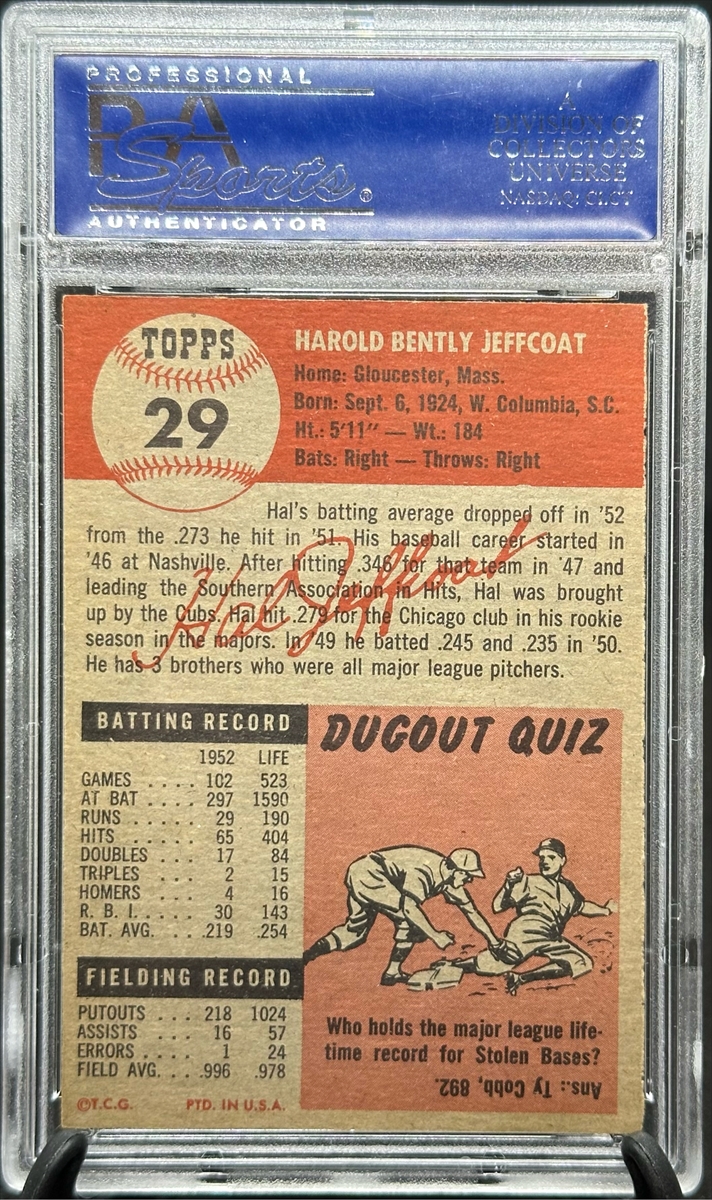 PROFESSIONAL
PSA
Sports®
AUTHENTICATOR
A
DIVISION OF
COLLECTORS
UNIVERSE
NASDAQ: CLCT
TOPPS
29
HAROLD BENTLY JEFFCOAT
Home: Gloucester, Mass.
Born: Sept. 6, 1924, W. Columbia, S.C.
Ht.: 5'11" — Wt.: 184
Bats: Right — Throws: Right
Hal's batting average dropped off in '52
from the .273 he hit in '51. His baseball career started in
'46 at Nashville. After hitting .346 for that team in '47 and
leading the Southern Association in Hits, Hal was brought
up by the Cubs. Hal hit .279 for the Chicago club in his rookie
season in the majors. In '49 he batted .245 and .235 in '50.
He has 3 brothers who were all major league pitchers.
Hal Jeffcoat
BATTING RECORD
1952 LIFE
GAMES .... 102 523
AT BAT .... 297 1590
RUNS .... 29 190
HITS ..... 65 404
DOUBLES ... 17 84
TRIPLES ... 2 15
HOMERS ... 4 16
R. B. I. .... 30 143
BAT. AVG. ... .219 .254
FIELDING RECORD
PUTOUTS ... 218 1024
ASSISTS ... 16 57
ERRORS .... 1 24
FIELD AVG. ... .996 .978
©T.C.G. PTD. IN U.S.A.
DUGOUT QUIZ
Who holds the major league life-
time record for Stolen Bases?
Ans.: Ty Cobb, 892.